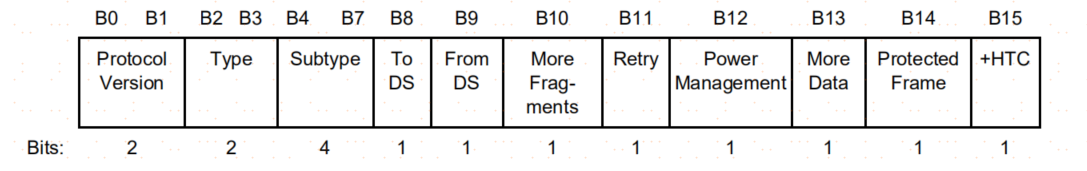 B0 B1 B2 B3 B4 B7 B8 B9 B10 B11 B12 B13 B14 B15
Protocol Type Subtype To From More Retry Power More Protected +HTC
Version DS DS Frag- Management Data Frame
ments
Bits: 2 2 4 1 1 1 1 1 1 1 1